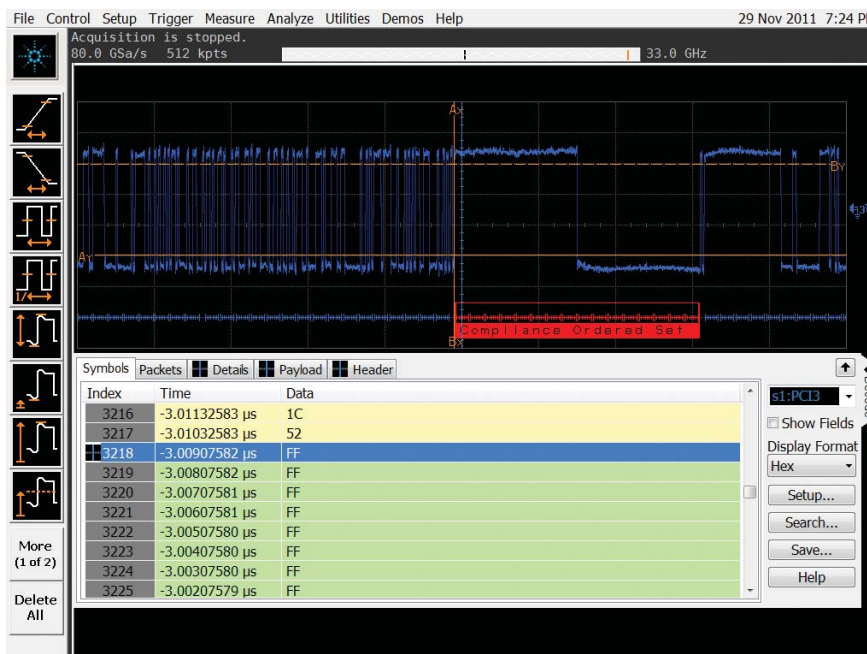 File Control Setup Trigger Measure Analyze Utilities Demos Help 29 Nov 2011 7:24 P
Acquisition is stopped.
80.0 GSa/s 512 kpts 33.0 GHz
Ax
By
Ay
Compliance Ordered Set
Bx
1/
More
(1 of 2)
Delete
All
Symbols Packets Details Payload Header
Index Time Data
3216 -3.01132583 µs 1C
3217 -3.01032583 µs 52
3218 -3.00907582 µs FF
3219 -3.00807582 µs FF
3220 -3.00707581 µs FF
3221 -3.00607581 µs FF
3222 -3.00507580 µs FF
3223 -3.00407580 µs FF
3224 -3.00307580 µs FF
3225 -3.00207579 µs FF
s1:PCI3
Show Fields
Display Format
Hex
Setup...
Search...
Save...
Help